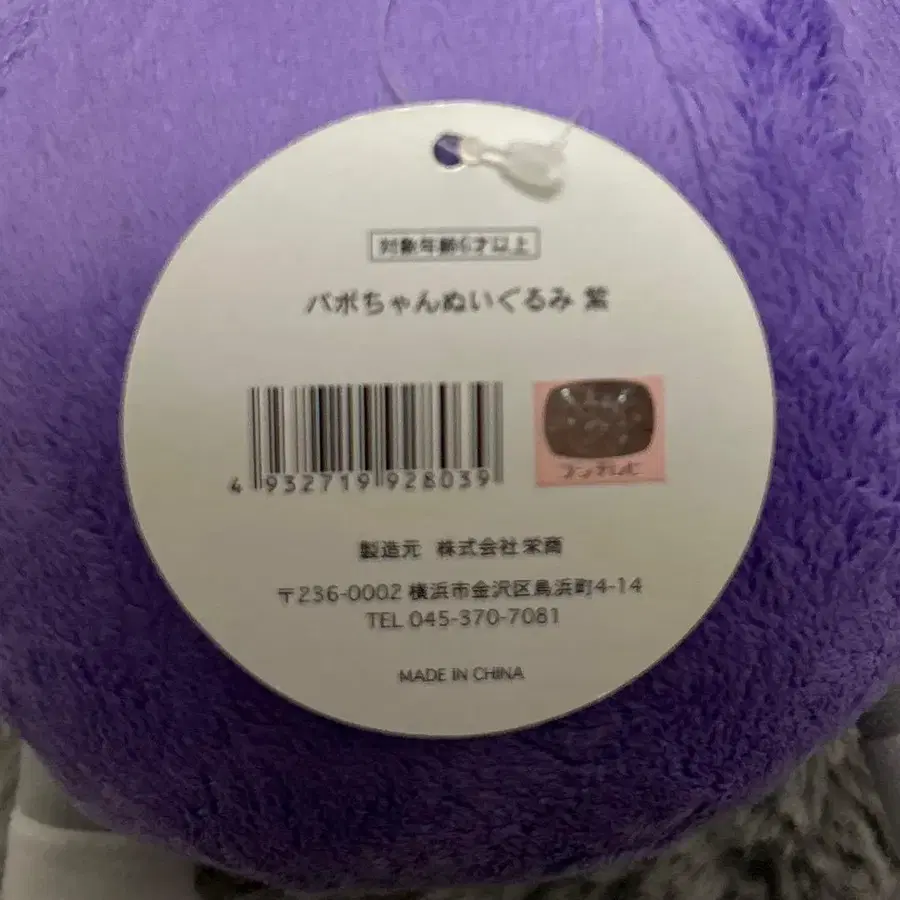 対象年齢6才以上
バボちゃんぬいぐるみ 紫
4 932719 928039
製造元 株式会社栄商
〒236-0002 横浜市金沢区鳥浜町4-14
TEL 045-370-7081
MADE IN CHINA